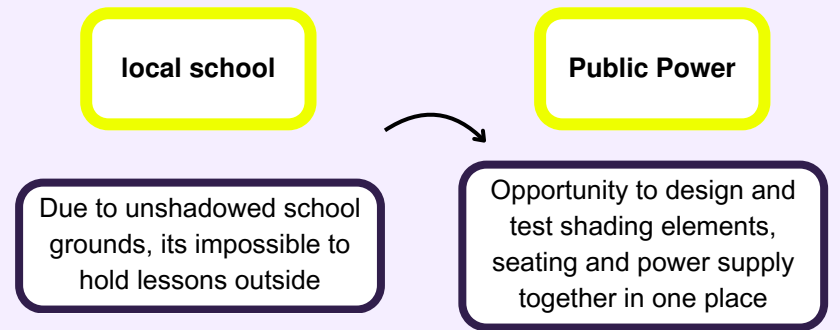 local school
Public Power
Due to unshadowed school
grounds, its impossible to
hold lessons outside
Opportunity to design and
test shading elements,
seating and power supply
together in one place